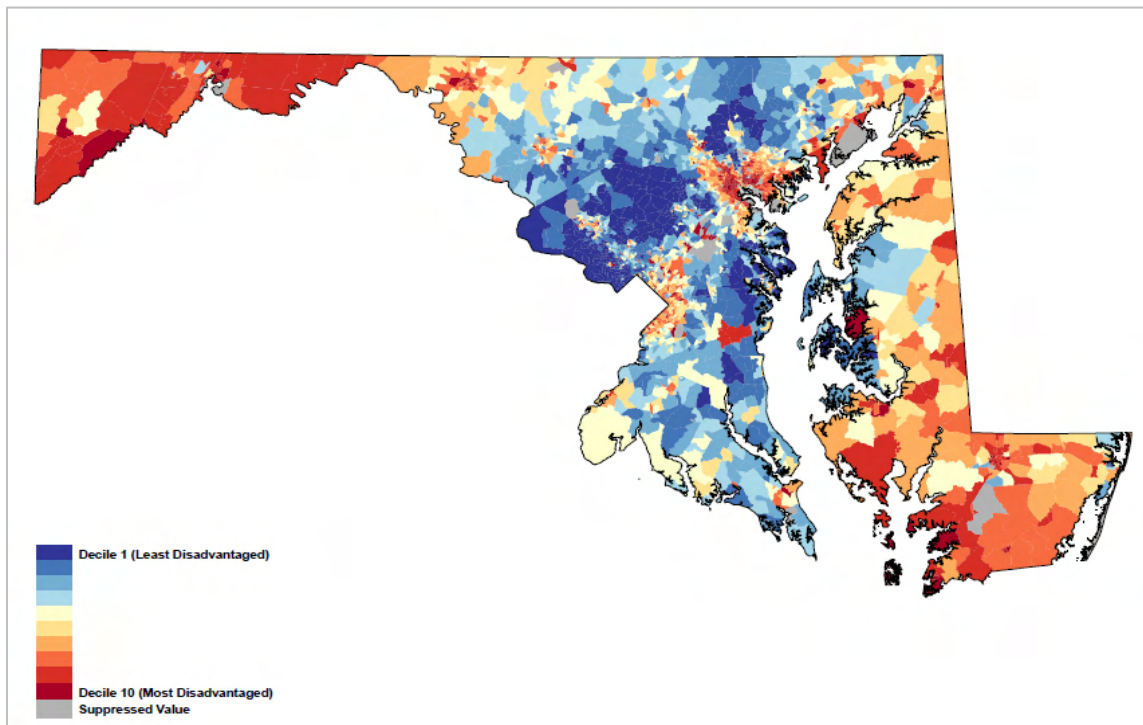 Decile 1 (Least Disadvantaged)
Decile 10 (Most Disadvantaged)
Suppressed Value